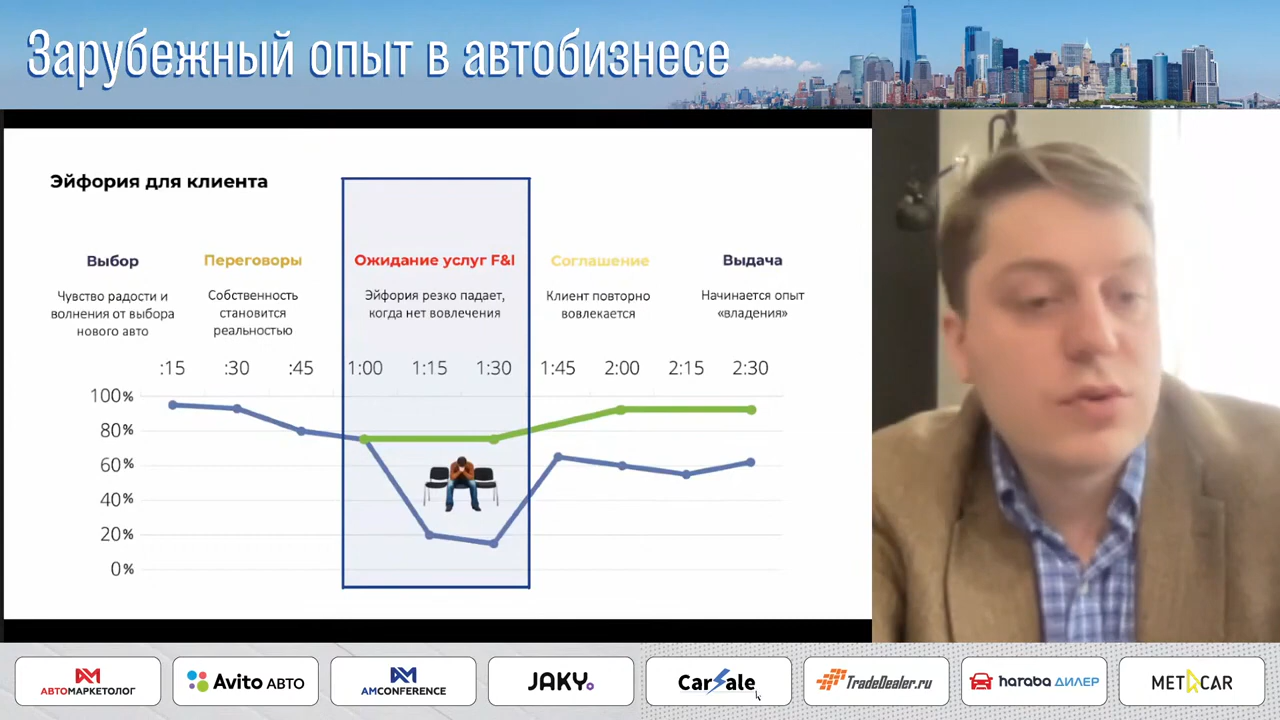 Зарубежный опыт в автобизнесе
Эйфория для клиента
Выбор
Чувство радости и
волнения от выбора
нового авто
Переговоры
Собственность
становится
реальностью
Ожидание услуг F&I
Эйфория резко падает,
когда нет вовлечения
Соглашение
Клиент повторно
вовлекается
Выдача
Начинается опыт
«владения»
:15 :30 :45 1:00 1:15 1:30 1:45 2:00 2:15 2:30
100%
80%
60%
40%
20%
0%
АВТОМАРКЕТОЛОГ
Avito АВТО
AMCONFERENCE
JAKY
CarSale
TradeDealer.ru
haraba ДИЛЕР
METACAR